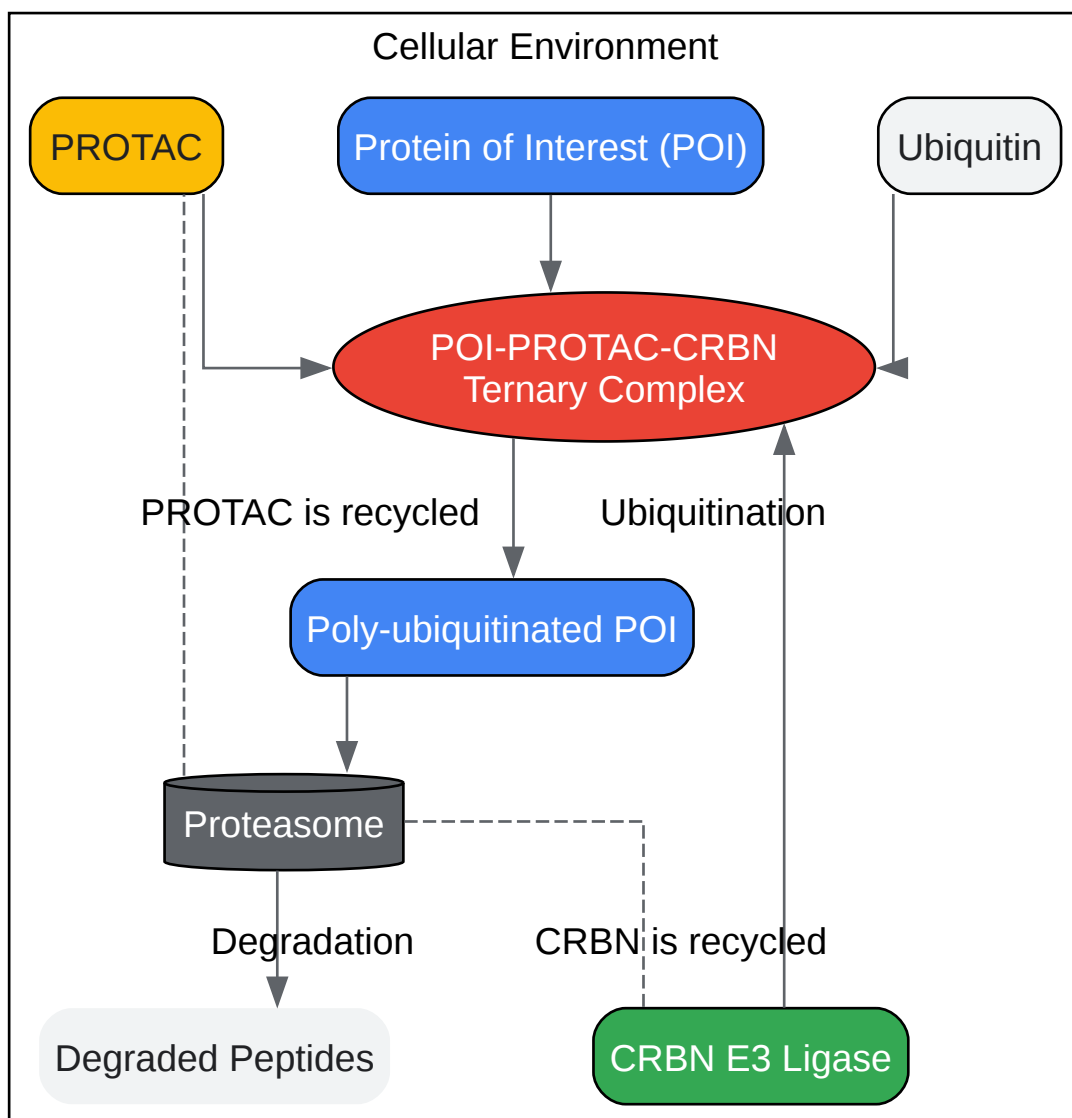 Cellular Environment
PROTAC
Protein of Interest (POI)
Ubiquitin
POI-PROTAC-CRBN
Ternary Complex
PROTAC is recycled
Ubiquitination
Poly-ubiquitinated POI
Proteasome
Degradation
CRBN is recycled
Degraded Peptides
CRBN E3 Ligase